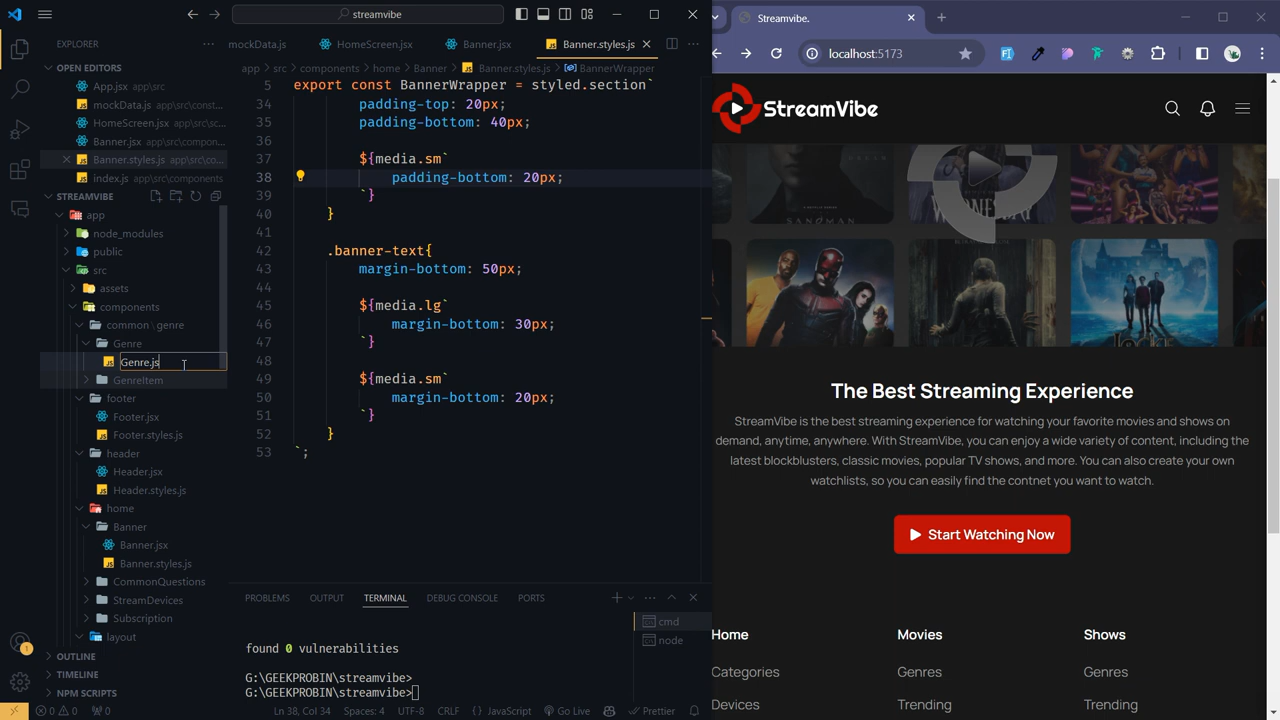 streamvibe
EXPLORER
OPEN EDITORS
App.jsx app\src
mockData.js app\src\const...
HomeScreen.jsx app\src\sc...
Banner.jsx app\src\compon...
Banner.styles.js app\src\co...
index.js app\src\components
STREAMVIBE
app
node_modules
public
src
assets
components
common \ genre
Genre
Genre.js
GenreItem
footer
Footer.jsx
Footer.styles.js
header
Header.jsx
Header.styles.js
home
Banner
Banner.jsx
Banner.styles.js
CommonQuestions
StreamDevices
Subscription
layout
OUTLINE
TIMELINE
NPM SCRIPTS
mockData.js
HomeScreen.jsx
Banner.jsx
Banner.styles.js
app > src > components > home > Banner > Banner.styles.js > BannerWrapper
5 export const BannerWrapper = styled.section`
34 padding-top: 20px;
35 padding-bottom: 40px;
36
37 ${media.sm`
38 padding-bottom: 20px;
39 `}
40 }
41
42 .banner-text{
43 margin-bottom: 50px;
44
45 ${media.lg`
46 margin-bottom: 30px;
47 `}
48
49 ${media.sm`
50 margin-bottom: 20px;
51 `}
52 }
53 `;
PROBLEMS OUTPUT TERMINAL DEBUG CONSOLE PORTS
found 0 vulnerabilities
G:\GEEKPROBIN\streamvibe>
G:\GEEKPROBIN\streamvibe>
cmd
node
1
0 0 0 Ln 38, Col 34 Spaces: 4 UTF-8 CRLF {} JavaScript Go Live Prettier
Streamvibe.
localhost:5173
StreamVibe
SANDMAN
WEDNESDAY
The Best Streaming Experience
StreamVibe is the best streaming experience for watching your favorite movies and shows on
demand, anytime, anywhere. With StreamVibe, you can enjoy a wide variety of content, including the
latest blockblusters, classic movies, popular TV shows, and more. You can also create your own
watchlists, so you can easily find the contnet you want to watch.
Start Watching Now
Home Movies Shows
Categories Genres Genres
Devices Trending Trending